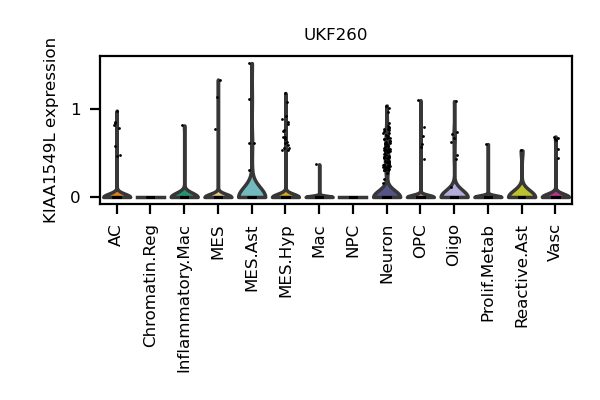 UKF260
KIAA1549L expression
1
0
AC
Chromatin.Reg
Inflammatory.Mac
MES
MES.Ast
MES.Hyp
Mac
NPC
Neuron
OPC
Oligo
Prolif.Metab
Reactive.Ast
Vasc